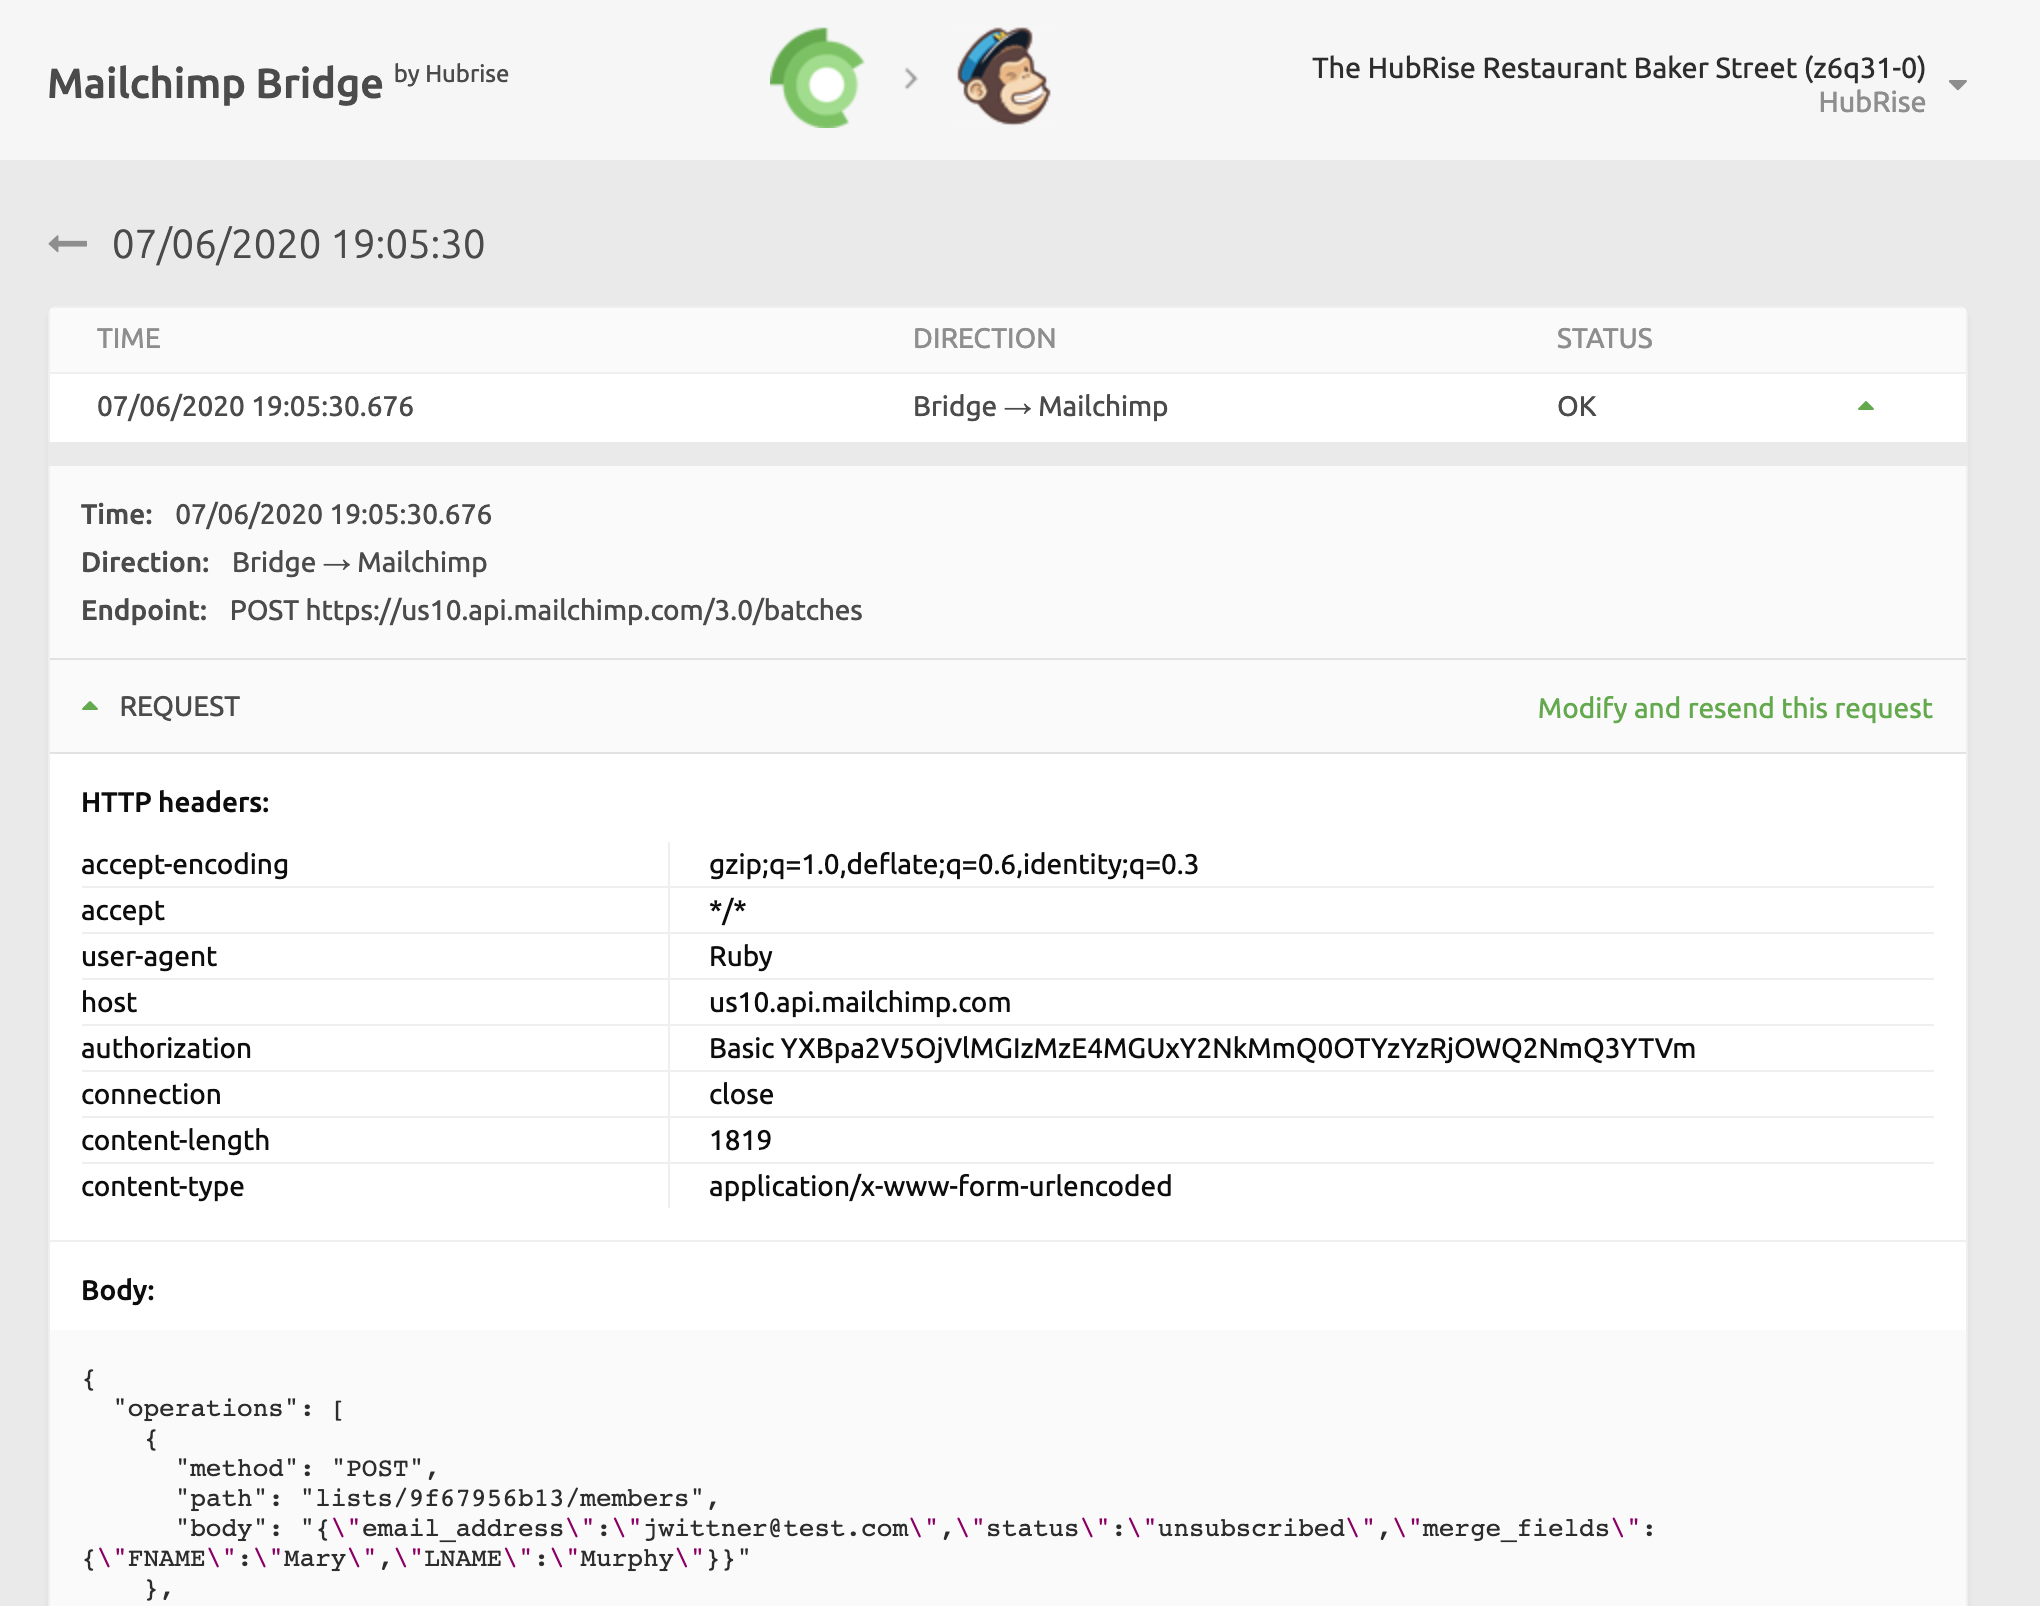 Mailchimp Bridge by Hubrise
The HubRise Restaurant Baker Street (z6q31-0)
HubRise
07/06/2020 19:05:30
TIME DIRECTION STATUS
07/06/2020 19:05:30.676 Bridge → Mailchimp OK
Time: 07/06/2020 19:05:30.676
Direction: Bridge → Mailchimp
Endpoint: POST https://us10.api.mailchimp.com/3.0/batches
REQUEST Modify and resend this request
HTTP headers:
accept-encoding gzip;q=1.0,deflate;q=0.6,identity;q=0.3
accept */*
user-agent Ruby
host us10.api.mailchimp.com
authorization Basic YXBpa2V5OjVlMGIzMzE4MGUxY2NkMmQ0OTYzYzRjOWQ2NmQ3YTVm
connection close
content-length 1819
content-type application/x-www-form-urlencoded
Body:
{
"operations": [
{
"method": "POST",
"path": "lists/9f67956b13/members",
"body": "{\"email_address\":\"jwittner@test.com\",\"status\":\"unsubscribed\",\"merge_fields\":
{\"FNAME\":\"Mary\",\"LNAME\":\"Murphy\"}}"
},